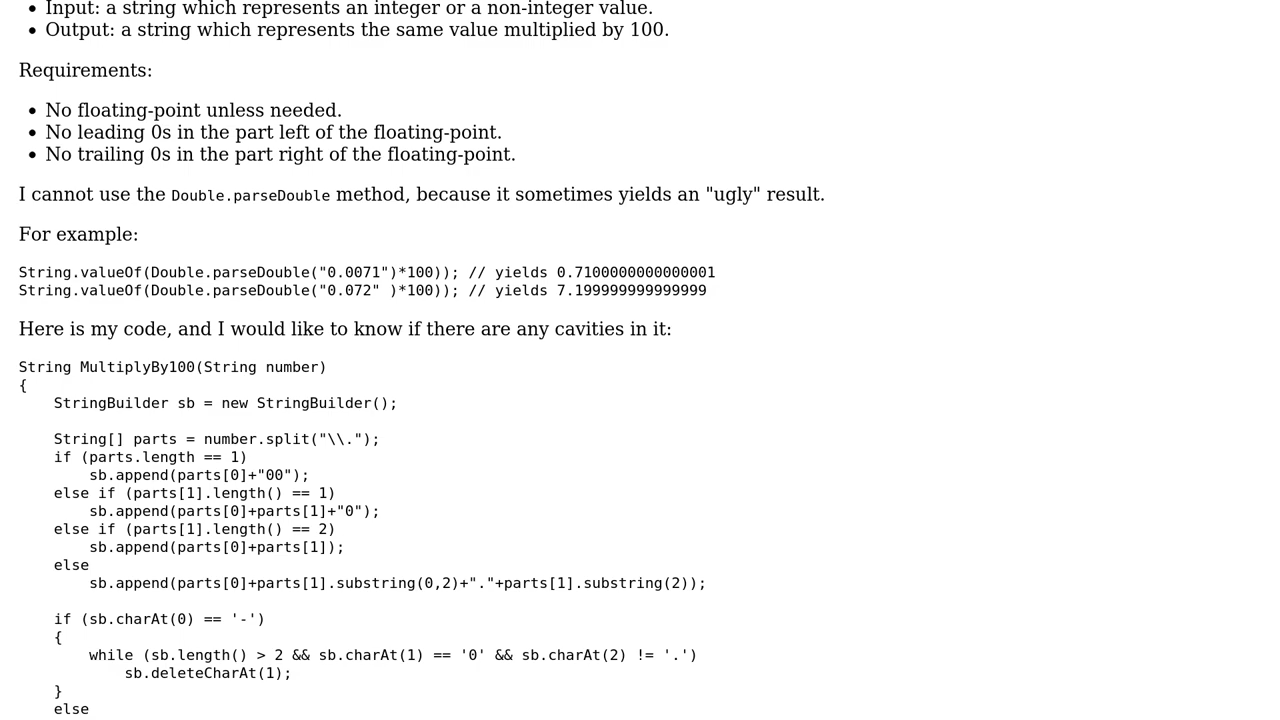 • Input: a string which represents an integer or a non-integer value.
• Output: a string which represents the same value multiplied by 100.
Requirements:
• No floating-point unless needed.
• No leading 0s in the part left of the floating-point.
• No trailing 0s in the part right of the floating-point.
I cannot use the Double.parseDouble method, because it sometimes yields an "ugly" result.
For example:
String.valueOf(Double.parseDouble("0.0071")*100)); // yields 0.7100000000000001
String.valueOf(Double.parseDouble("0.072" )*100)); // yields 7.199999999999999
Here is my code, and I would like to know if there are any cavities in it:
String MultiplyBy100(String number)
{
    StringBuilder sb = new StringBuilder();
    String[] parts = number.split("\\.");
    if (parts.length == 1)
        sb.append(parts[0]+"00");
    else if (parts[1].length() == 1)
        sb.append(parts[0]+parts[1]+"0");
    else if (parts[1].length() == 2)
        sb.append(parts[0]+parts[1]);
    else
        sb.append(parts[0]+parts[1].substring(0,2)+"."+parts[1].substring(2));
    if (sb.charAt(0) == '-')
    {
        while (sb.length() > 2 && sb.charAt(1) == '0' && sb.charAt(2) != '.')
            sb.deleteCharAt(1);
    }
    else